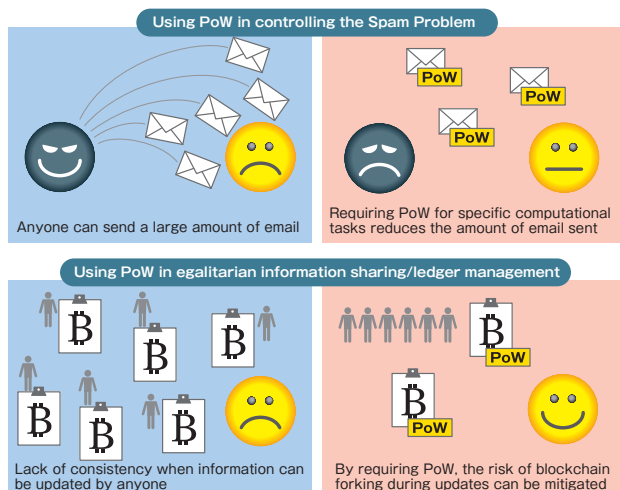 Using PoW in controlling the Spam Problem
Anyone can send a large amount of email
PoW
PoW
PoW
Requiring PoW for specific computational
tasks reduces the amount of email sent
Using PoW in egalitarian information sharing/ledger management
B
B
B
B
B
B
Lack of consistency when information can
be updated by anyone
B
PoW
B
PoW
By requiring PoW, the risk of blockchain
forking during updates can be mitigated